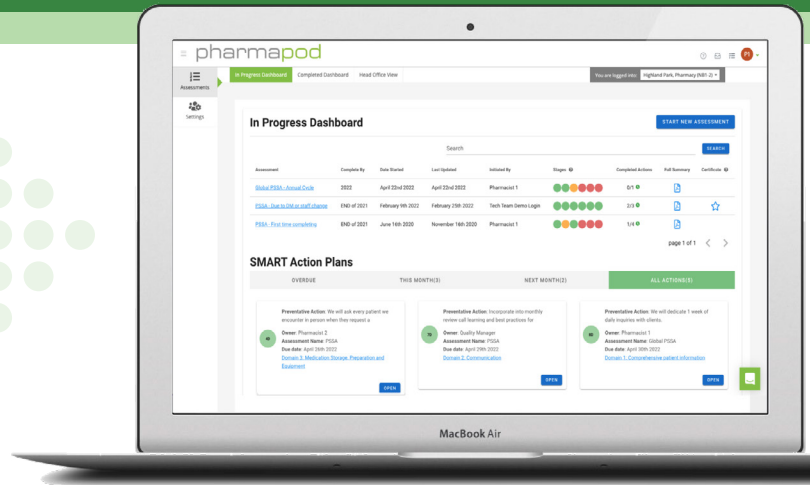 pharmapod
PI
Assessments
Settings
In Progress Dashboard Completed Dashboard Head Office View
You are logged into: Highland Park, Pharmacy (NB1 J)
In Progress Dashboard
START NEW ASSESSMENT
Search
SEARCH
Assessment Complete By Date Started Last Updated Initiated By Stages Completed Actions Full Summary Certificate
Global PSSA - Annual Cycle 2022 April 22nd 2022 April 22nd 2022 Pharmacist 1 0/1
PSSA - Due to DM or staff change END of 2021 February 9th 2022 February 25th 2022 Tech Team Demo Login 2/3
PSSA - First time completing END of 2021 June 16th 2020 November 18th 2020 Pharmacist 1 1/4
page 1 of 1
SMART Action Plans
OVERDUE THIS MONTH(3) NEXT MONTH(2) ALL ACTIONS(5)
Preventative Action: We will ask every patient we
encounter in person when they request a
Owner: Pharmacist 2
Assessment Name: PSSA
Due date: April 26th 2022
Domain 3. Medication Storage, Preparation and
Equipment
OPEN
Preventative Action: Incorporate into monthly
review call learning and best practices for
Owner: Quality Manager
Assessment Name: PSSA
Due date: April 29th 2022
Domain 2. Communication
OPEN
Preventative Action: We will dedicate 1 week of
daily inquiries with clients.
Owner: Pharmacist 1
Assessment Name: Global PSSA
Due date: April 30th 2022
Domain 1. Comprehensive patient information
OPEN
MacBook Air